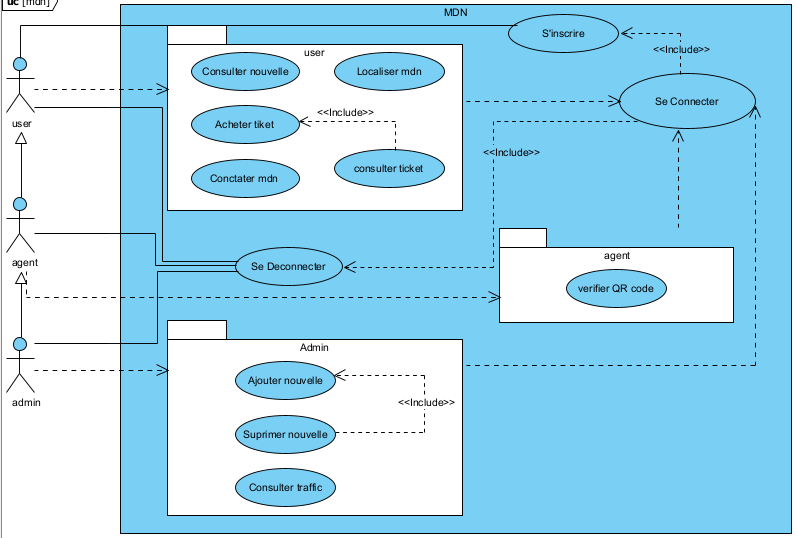 uc [mdn]
MDN
S'inscrire
<<Include>>
user
Consulter nouvelle
Localiser mdn
Se Connecter
<<Include>>
Acheter tiket
user
<<Include>>
consulter ticket
Conctater mdn
agent
Se Deconnecter
agent
verifier QR code
Admin
Ajouter nouvelle
admin
<<Include>>
Suprimer nouvelle
Consulter traffic